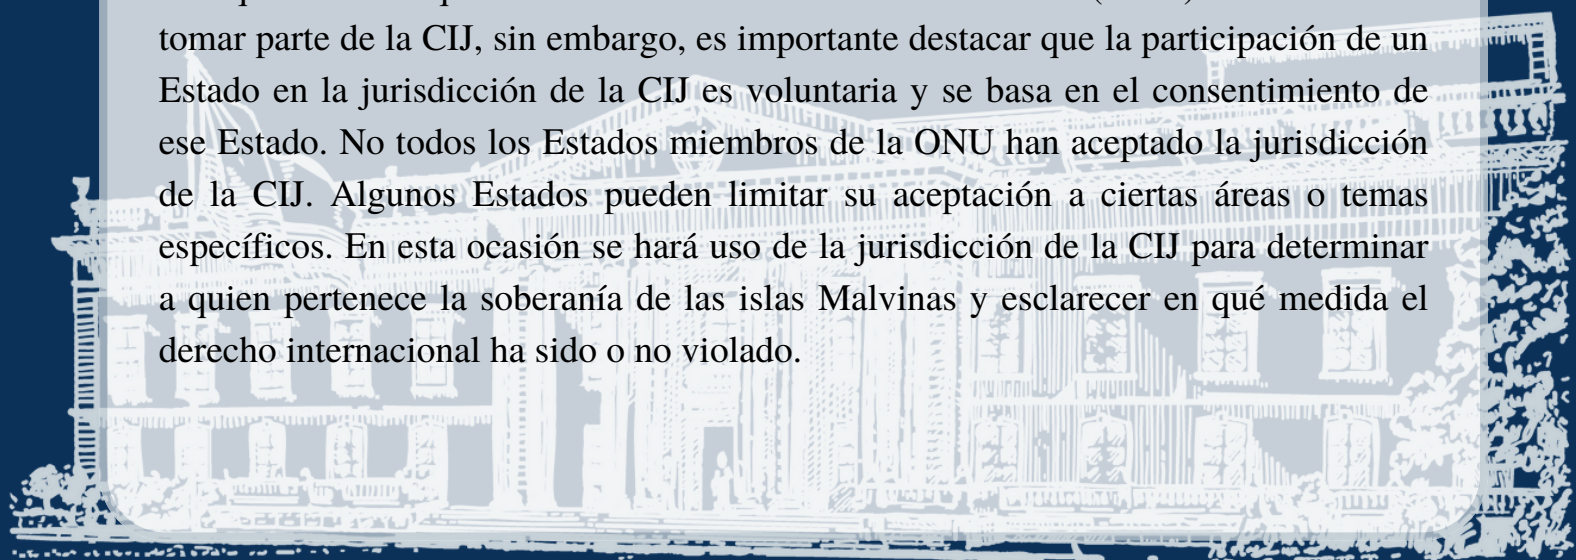 tomar parte de la CIJ, sin embargo, es importante destacar que la participación de un
Estado en la jurisdicción de la CIJ es voluntaria y se basa en el consentimiento de
ese Estado. No todos los Estados miembros de la ONU han aceptado la jurisdicción
de la CIJ. Algunos Estados pueden limitar su aceptación a ciertas áreas o temas
específicos. En esta ocasión se hará uso de la jurisdicción de la CIJ para determinar
a quien pertenece la soberanía de las islas Malvinas y esclarecer en qué medida el
derecho internacional ha sido o no violado.